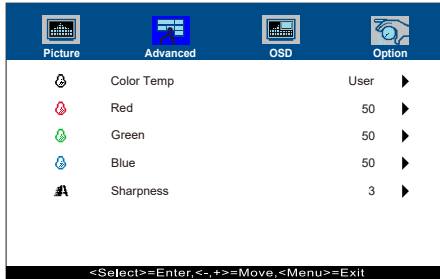 Picture Advanced OSD Option
Color Temp User
Red 50
Green 50
Blue 50
Sharpness 3
<Select>=Enter,<-,+>=Move,<Menu>=Exit